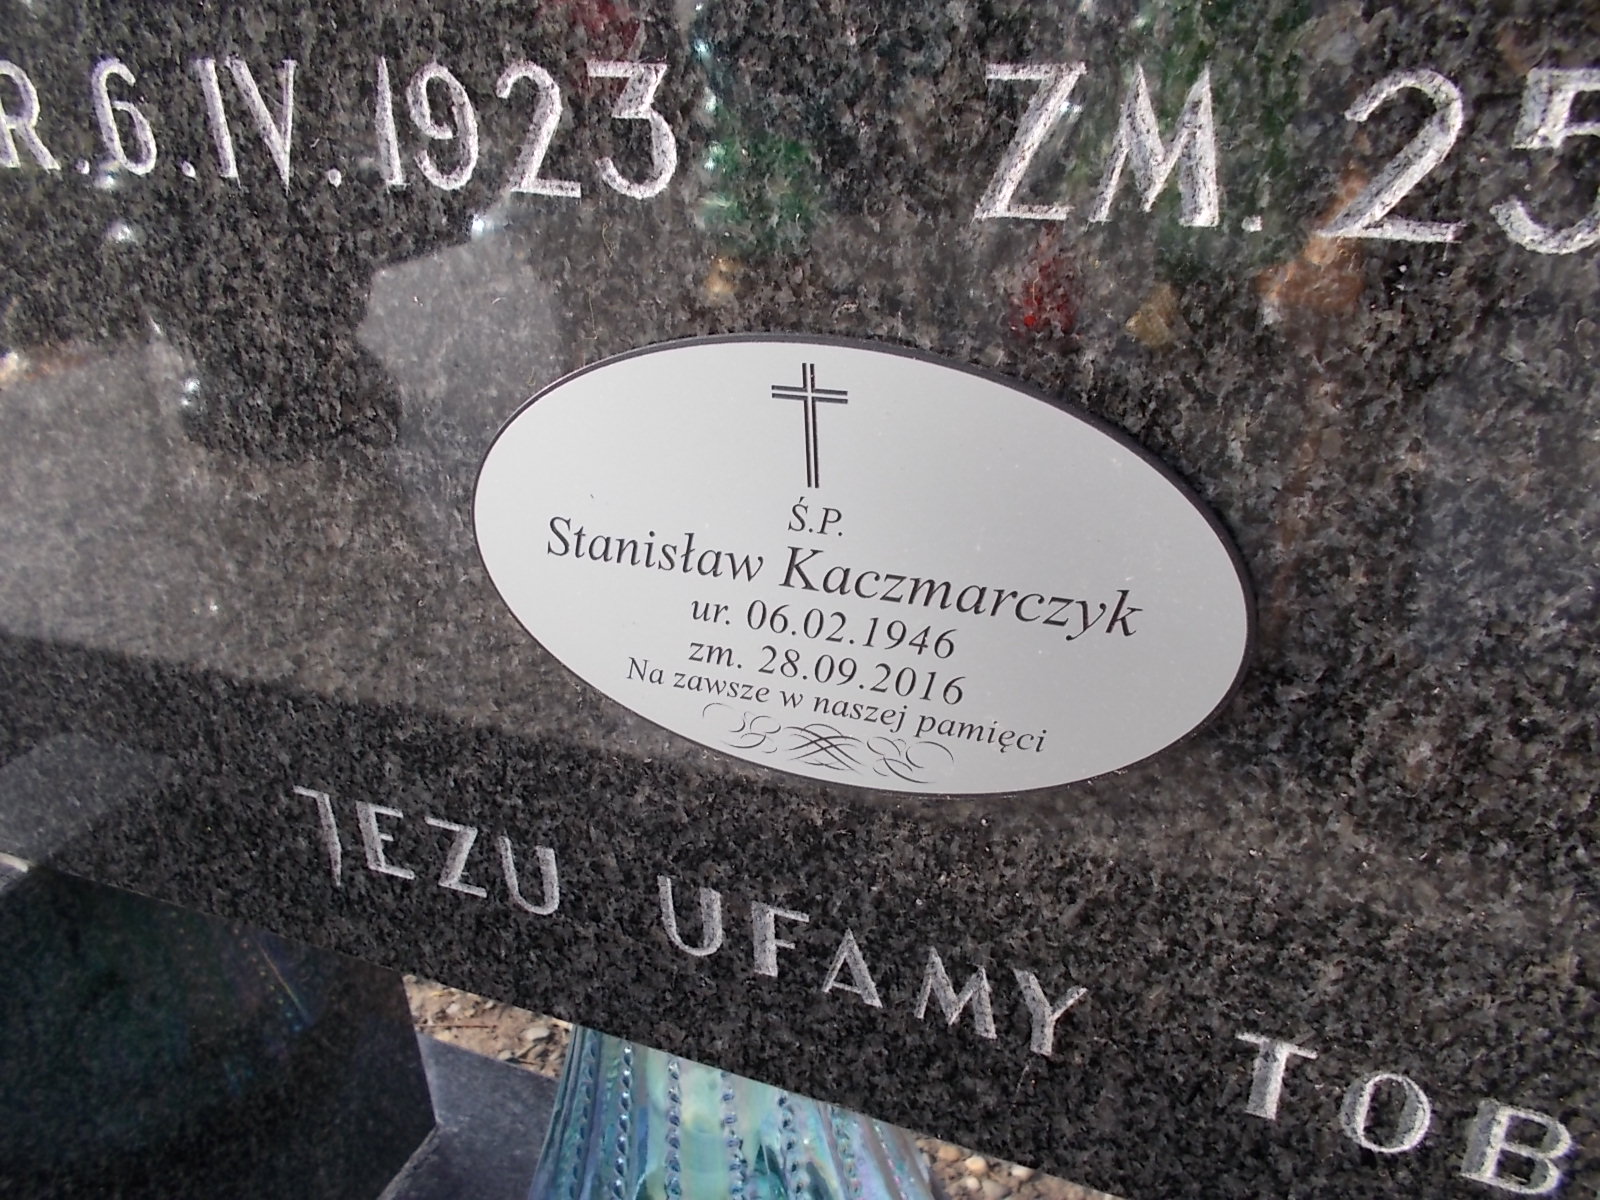 R. 6. IV. 1923 ZM. 25
Ś.P.
Stanisław Kaczmarczyk
ur. 06.02.1946
zm. 28.09.2016
Na zawsze w naszej pamięci
JEZU UFAMY TOB